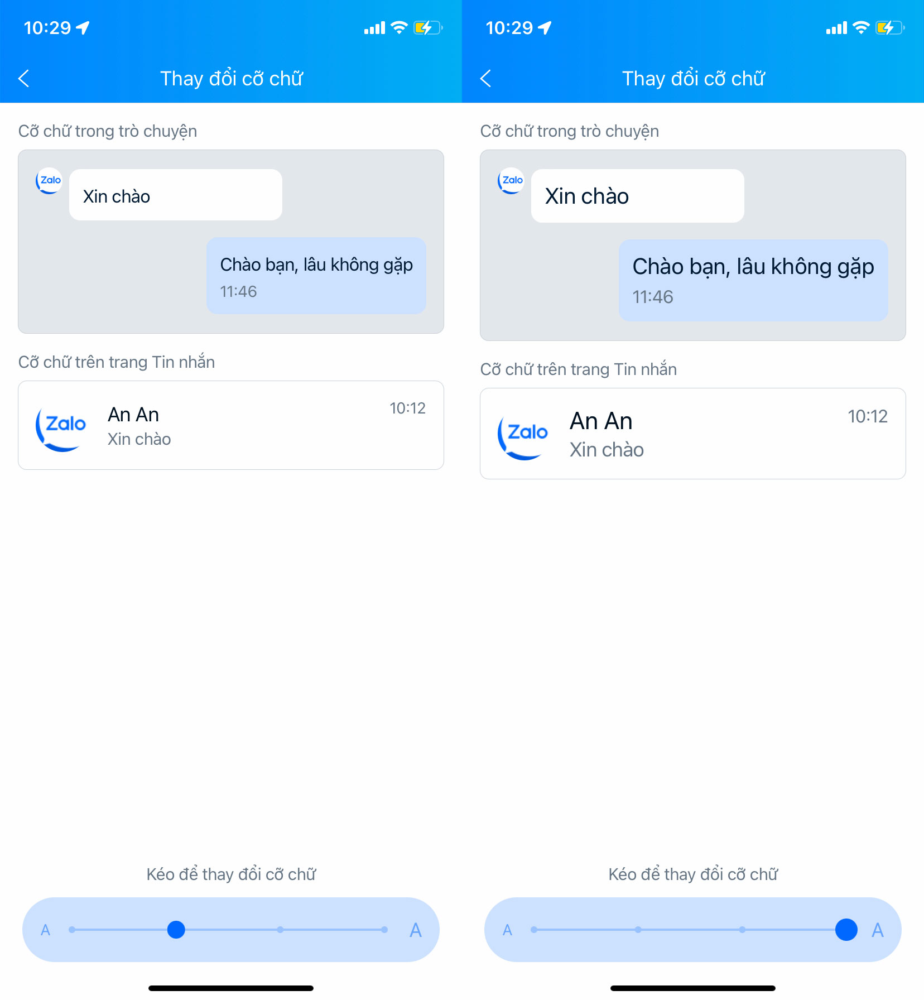 10:29
Thay đổi cỡ chữ
Cỡ chữ trong trò chuyện
Zalo
Xin chào
Chào bạn, lâu không gặp
11:46
Cỡ chữ trên trang Tin nhắn
Zalo
An An
10:12
Xin chào
Kéo để thay đổi cỡ chữ
A
A
10:29
Thay đổi cỡ chữ
Cỡ chữ trong trò chuyện
Zalo
Xin chào
Chào bạn, lâu không gặp
11:46
Cỡ chữ trên trang Tin nhắn
Zalo
An An
10:12
Xin chào
Kéo để thay đổi cỡ chữ
A
A